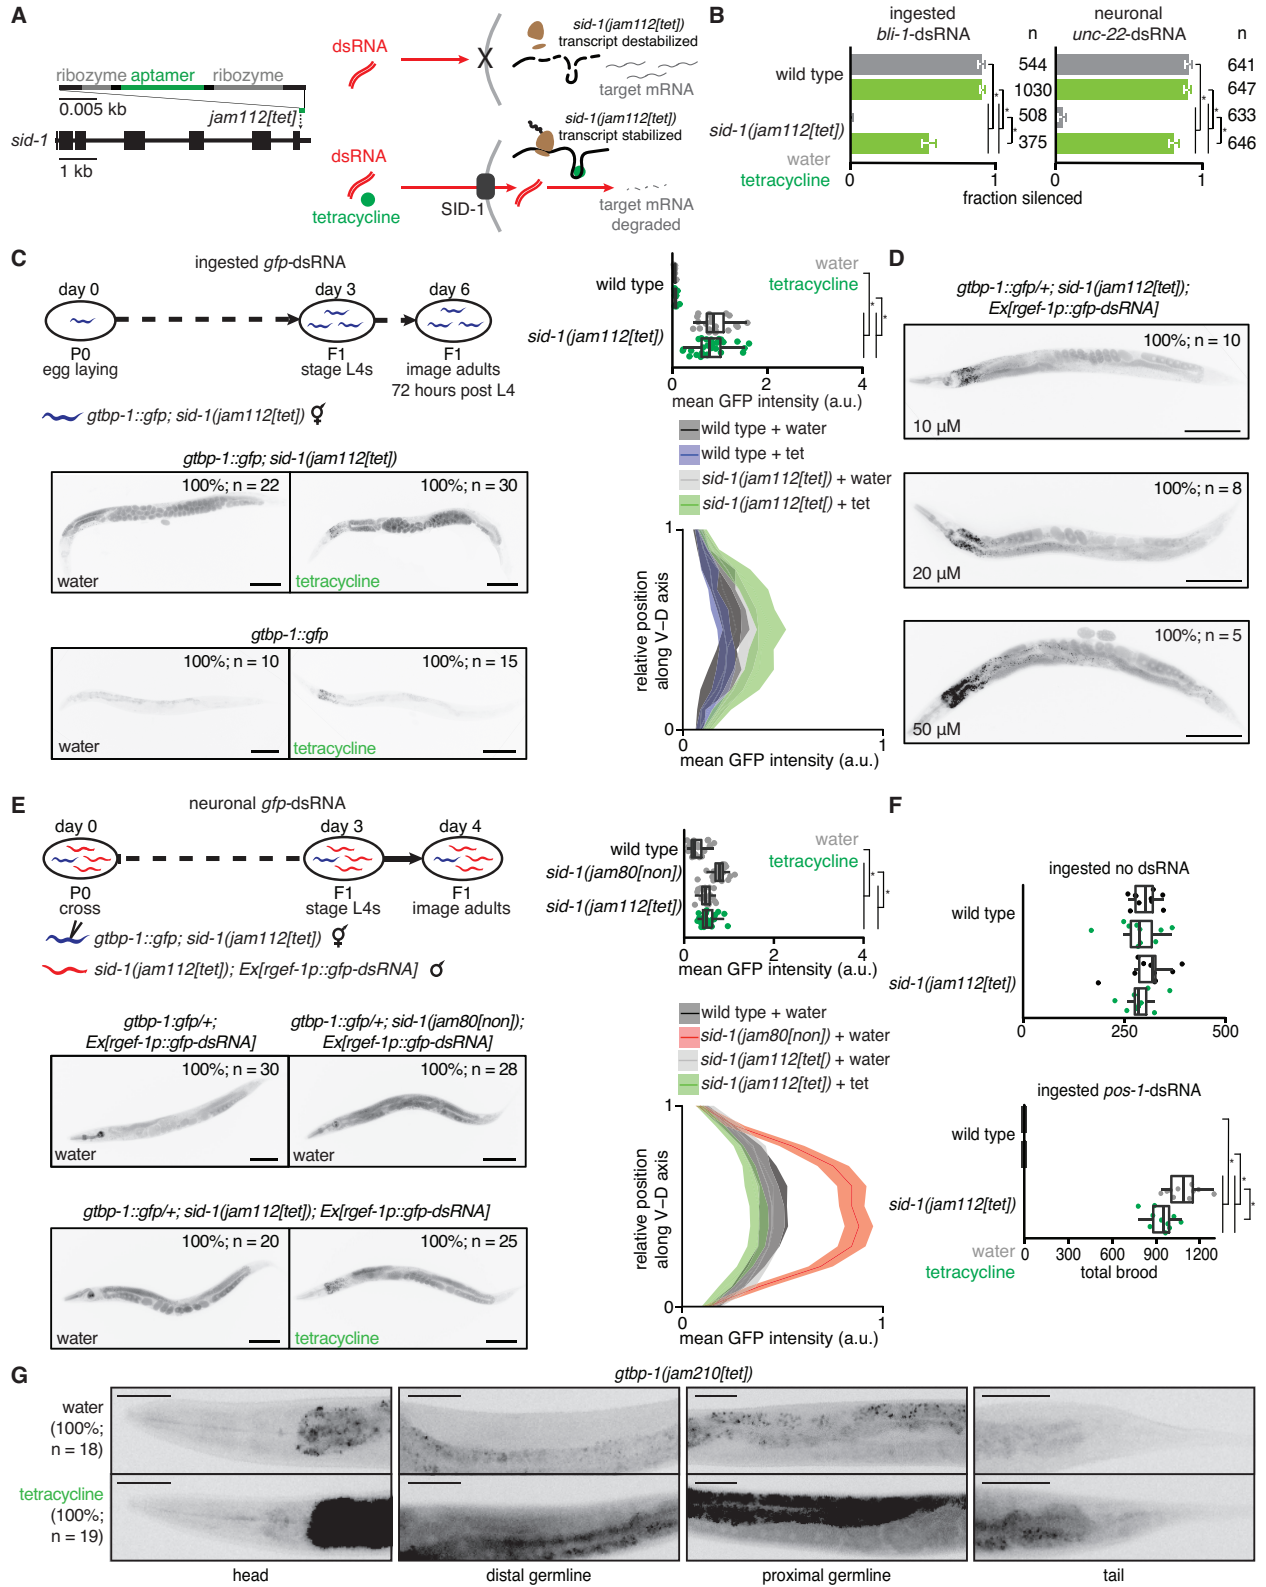 A
ribozyme aptamer ribozyme
0.005 kb
jam112[tet]
sid-1
1 kb
dsRNA
X
sid-1(jam112[tet])
transcript destabilized
target mRNA
sid-1(jam112[tet])
transcript stabilized
dsRNA
tetracycline
SID-1
target mRNA
degraded
B
ingested
bli-1-dsRNA
n
neuronal
unc-22-dsRNA
n
wild type
544
1030
641
647
sid-1(jam112[tet])
508
375
633
646
water
tetracycline
0
1
0
1
fraction silenced
* * * *
* * * *
C
ingested gfp-dsRNA
day 0
day 3
day 6
P0
egg laying
F1
stage L4s
F1
image adults
72 hours post L4
gtbp-1::gfp; sid-1(jam112[tet]) ⚥
gtbp-1::gfp; sid-1(jam112[tet])
100%; n = 22
water
100%; n = 30
tetracycline
gtbp-1::gfp
100%; n = 10
water
100%; n = 15
tetracycline
wild type
water
tetracycline
sid-1(jam112[tet])
* * *
0
2
4
mean GFP intensity (a.u.)
wild type + water
wild type + tet
sid-1(jam112[tet[) + water
sid-1(jam112[tet[) + tet
1
relative position
along V–D axis
0
0
1
mean GFP intensity (a.u.)
D
gtbp-1::gfp/+; sid-1(jam112[tet]);
Ex[rgef-1p::gfp-dsRNA]
100%; n = 10
10 µM
100%; n = 8
20 µM
100%; n = 5
50 µM
E
neuronal gfp-dsRNA
day 0
day 3
day 4
P0
cross
F1
stage L4s
F1
image adults
gtbp-1::gfp; sid-1(jam112[tet]) ⚥
sid-1(jam112[tet]); Ex[rgef-1p::gfp-dsRNA] ♂
gtbp-1:gfp/+;
Ex[rgef-1p::gfp-dsRNA]
gtbp-1::gfp/+; sid-1(jam80[non]);
Ex[rgef-1p::gfp-dsRNA]
100%; n = 30
water
100%; n = 28
water
gtbp-1::gfp/+; sid-1(jam112[tet]); Ex[rgef-1p::gfp-dsRNA]
100%; n = 20
water
100%; n = 25
tetracycline
wild type
sid-1(jam80[non])
sid-1(jam112[tet])
water
tetracycline
* * *
0
2
4
mean GFP intensity (a.u.)
wild type + water
sid-1(jam80[non]) + water
sid-1(jam112[tet[) + water
sid-1(jam112[tet]) + tet
1
relative position
along V–D axis
0
0
1
mean GFP intensity (a.u.)
F
ingested no dsRNA
wild type
sid-1(jam112[tet])
0
250
500
ingested pos-1-dsRNA
wild type
sid-1(jam112[tet])
* * * *
water
tetracycline
0
300
600
900
1200
total brood
G
gtbp-1(jam210[tet])
water
(100%;
n = 18)
tetracycline
(100%;
n = 19)
head
distal germline
proximal germline
tail